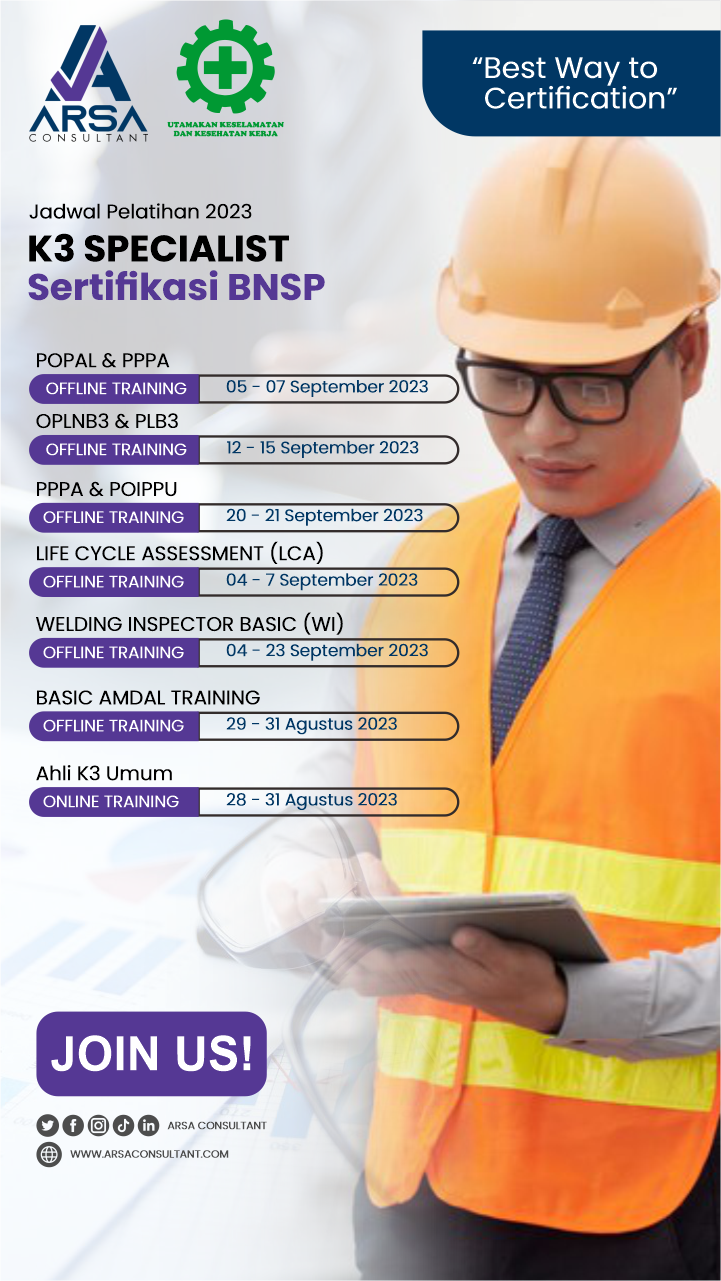 ARSA
CONSULTANT
UTAMAKAN KESELAMATAN
DAN KESEHATAN KERJA
“Best Way to
Certification”
Jadwal Pelatihan 2023
K3 SPECIALIST
Sertifikasi BNSP
POPAL & PPPA
OFFLINE TRAINING 05 - 07 September 2023
OPLNB3 & PLB3
OFFLINE TRAINING 12 - 15 September 2023
PPPA & POIPPU
OFFLINE TRAINING 20 - 21 September 2023
LIFE CYCLE ASSESSMENT (LCA)
OFFLINE TRAINING 04 - 7 September 2023
WELDING INSPECTOR BASIC (WI)
OFFLINE TRAINING 04 - 23 September 2023
BASIC AMDAL TRAINING
OFFLINE TRAINING 29 - 31 Agustus 2023
Ahli K3 Umum
ONLINE TRAINING 28 - 31 Agustus 2023
JOIN US!
ARSA CONSULTANT
WWW.ARSACONSULTANT.COM